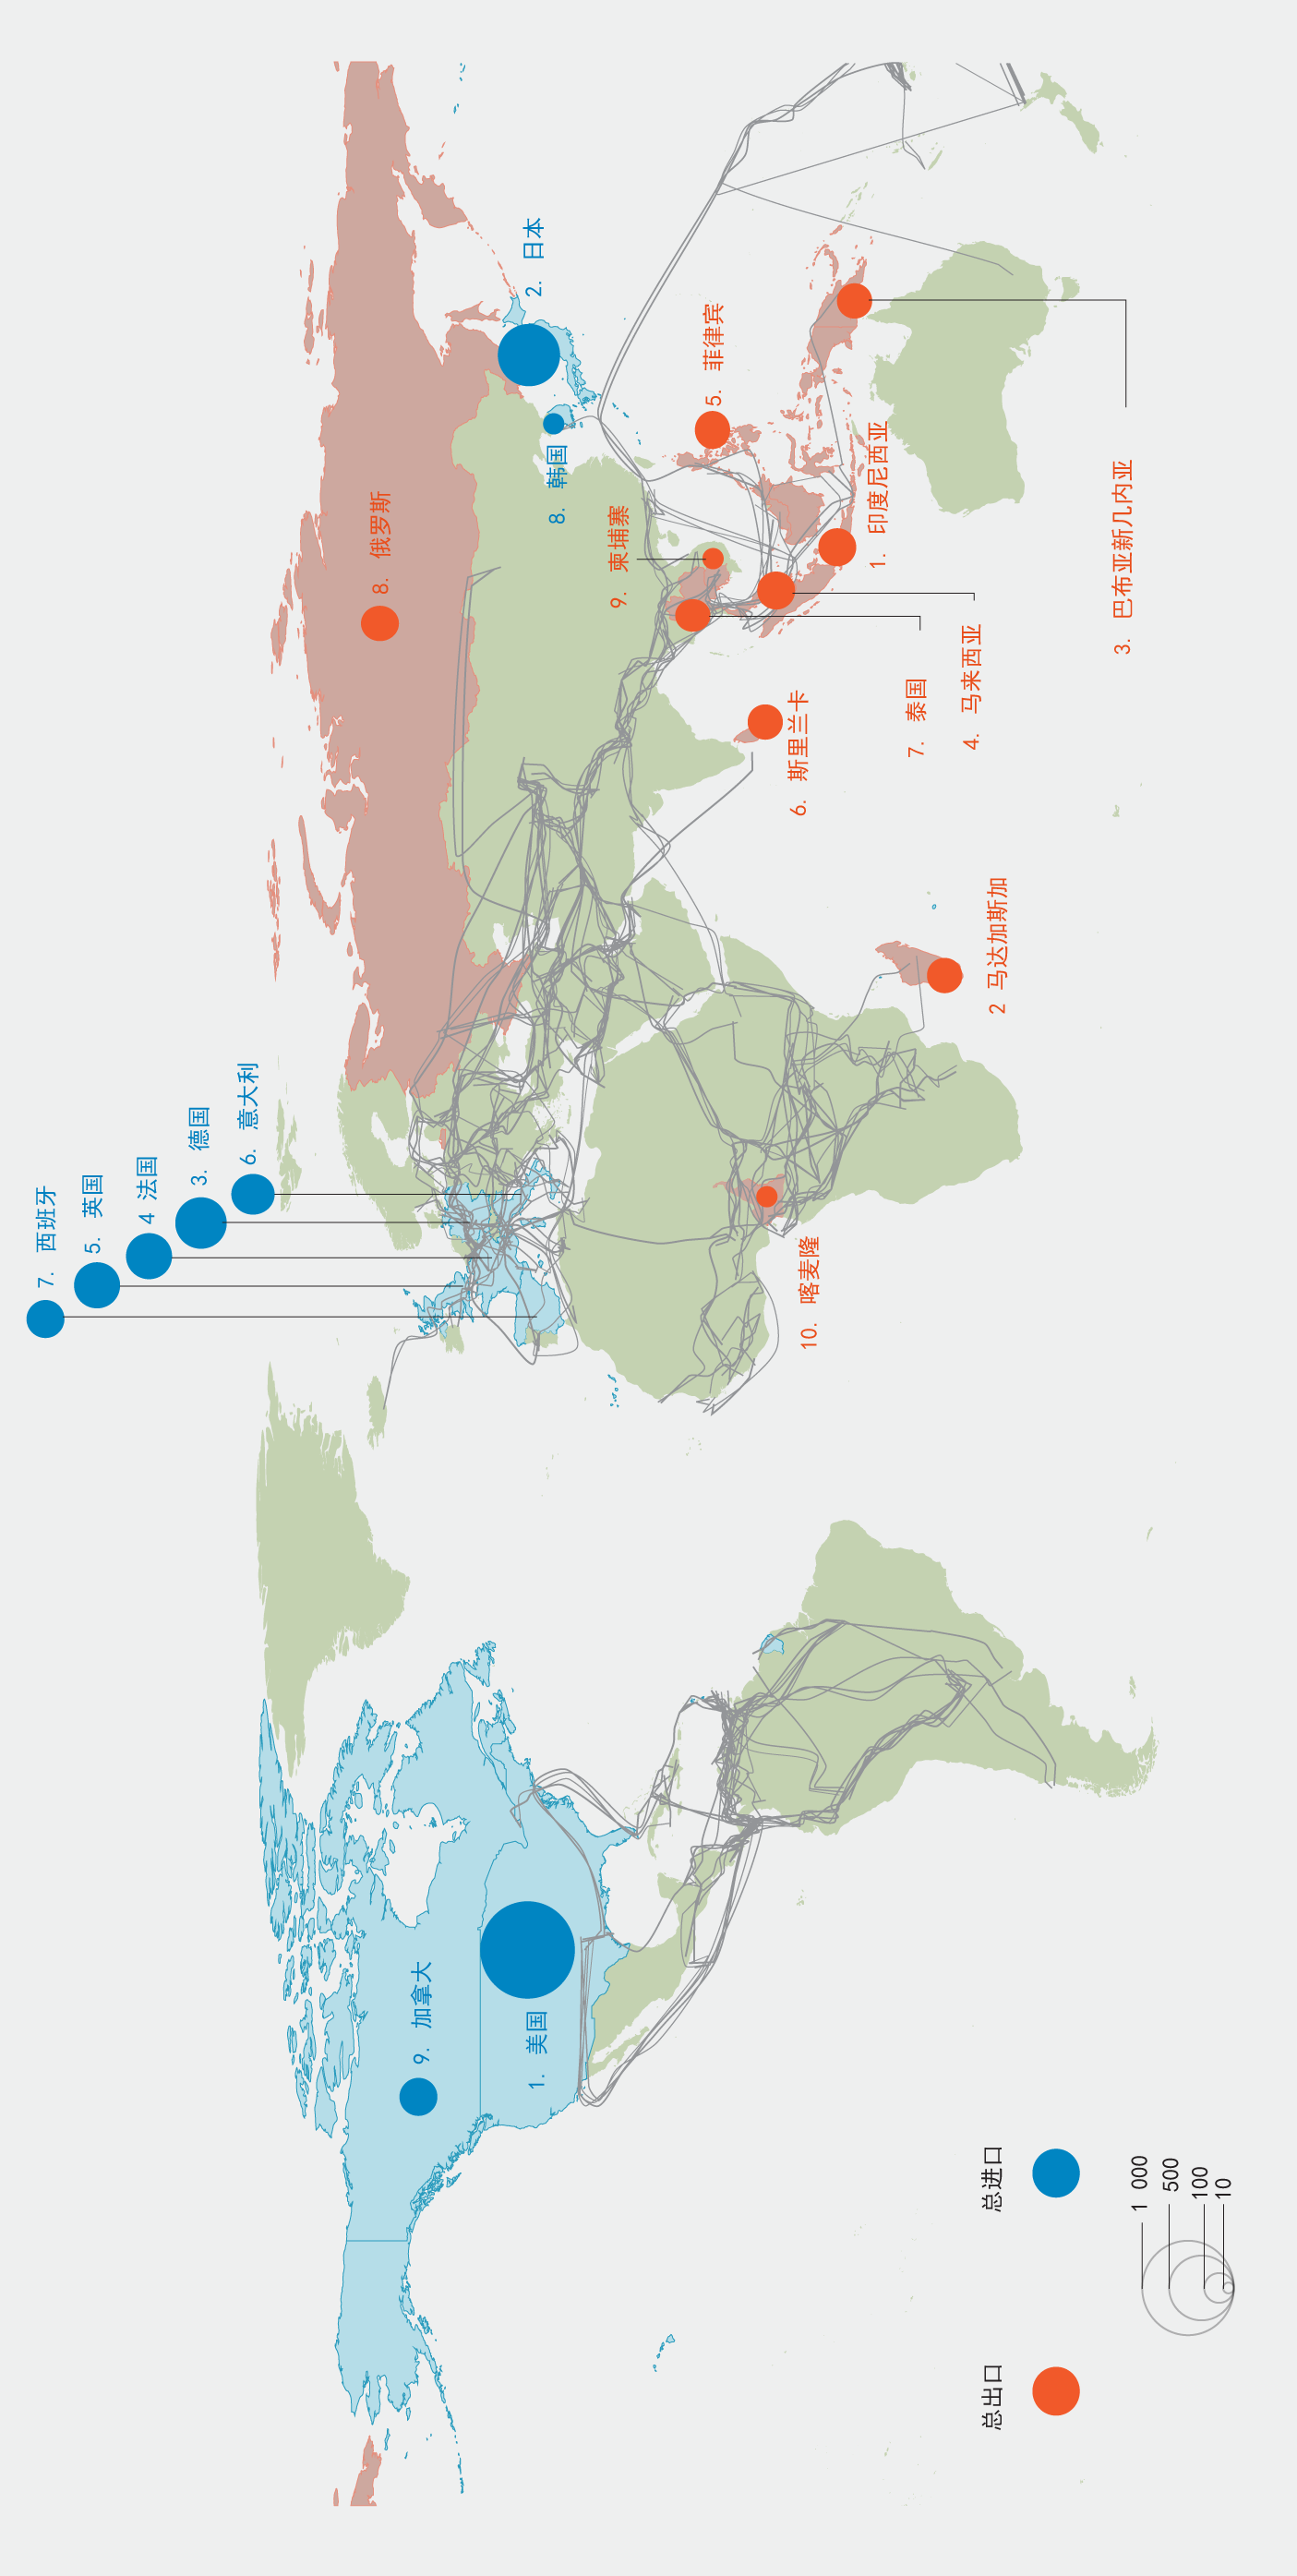 7. 西班牙
5. 英国
4 法国
3. 德国
6. 意大利
9. 加拿大
1. 美国
8. 俄罗斯
2. 日本
8. 韩国
9. 柬埔寨
5. 菲律宾
10. 喀麦隆
6. 斯里兰卡
1. 印度尼西亚
7. 泰国
4. 马来西亚
2 马达加斯加
3. 巴布亚新几内亚
总出口
总进口
1 000
500
100
10